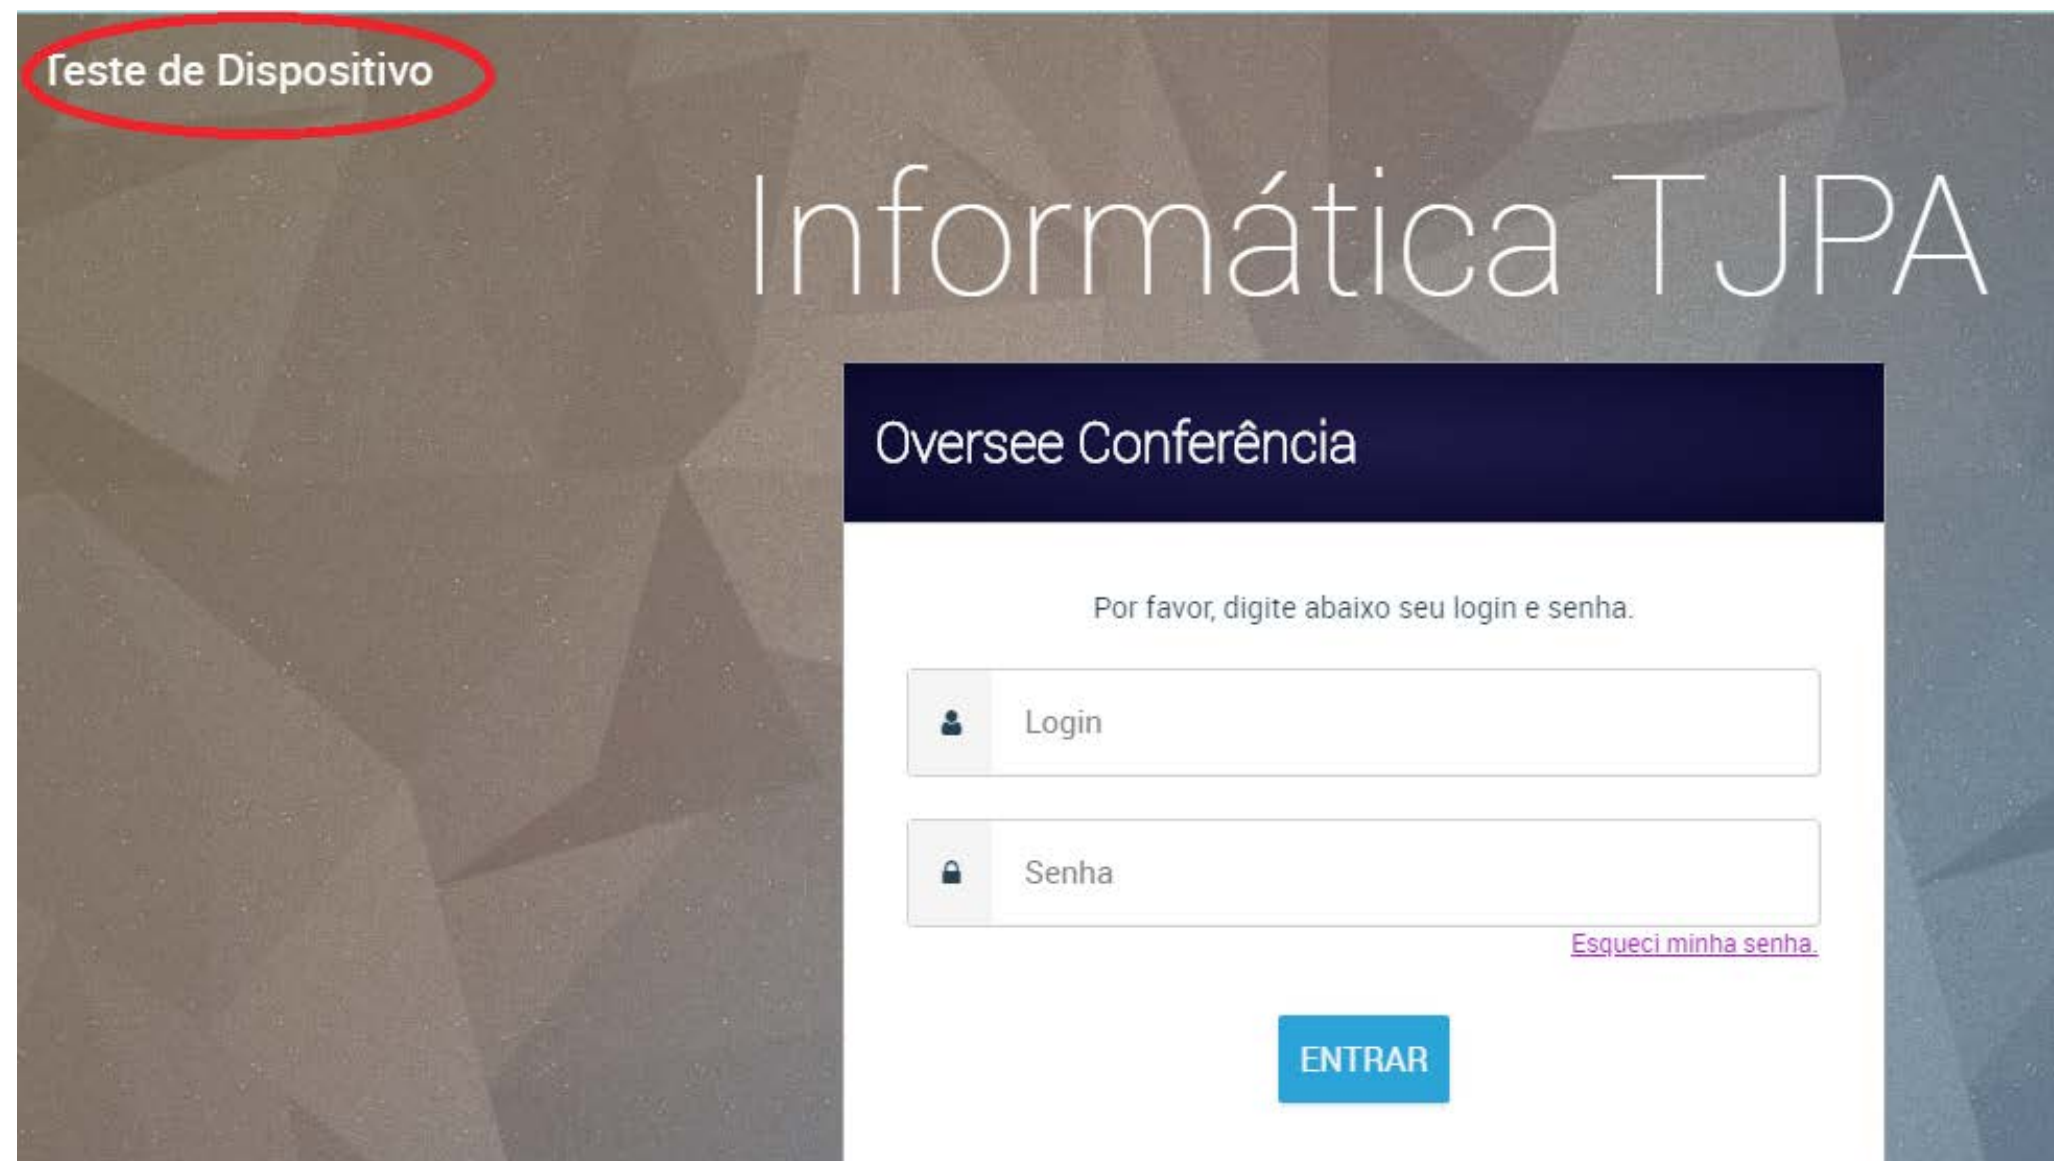 Teste de Dispositivo
Informática TJPA
Oversee Conferência
Por favor, digite abaixo seu login e senha.
Login
Senha
Esqueci minha senha.
ENTRAR